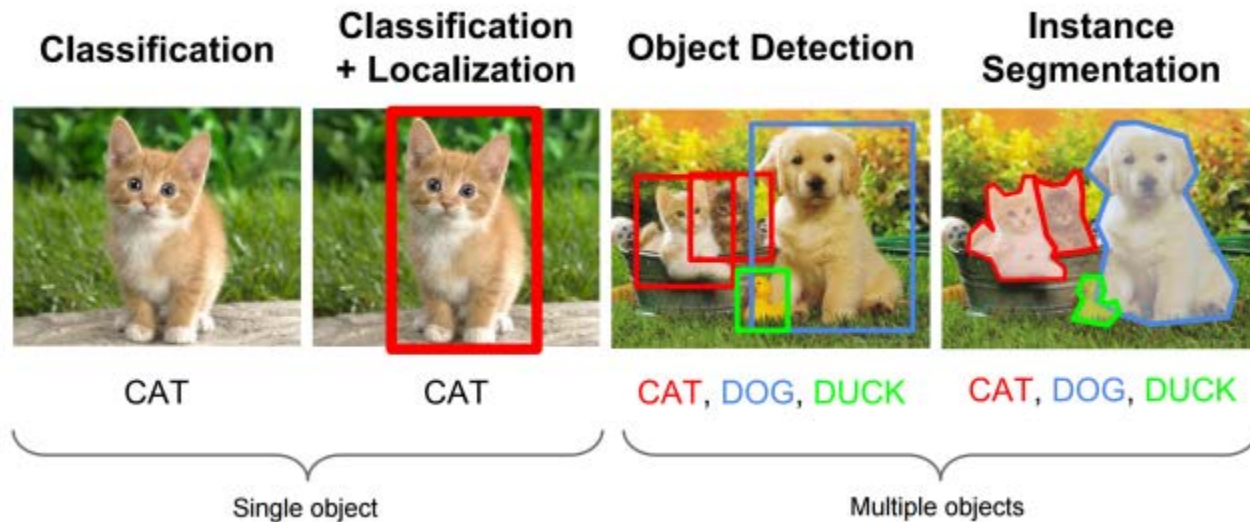 Classification
Classification
+ Localization
Object Detection
Instance
Segmentation
CAT
CAT
CAT, DOG, DUCK
CAT, DOG, DUCK
Single object
Multiple objects